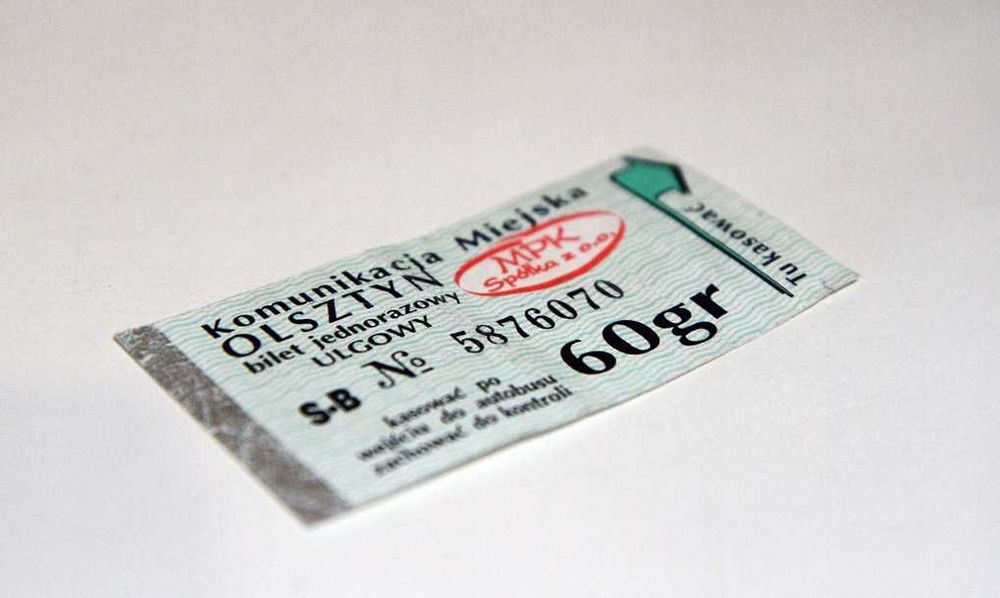 Komunikacja Miejska
OLSZTYN
bilet jednorazowy
ULGOWY
MPK
Spółka z o.o.
S-B № 5876070
60gr
kasować po
wejściu do autobusu
zachować do kontroli
Tu kasować